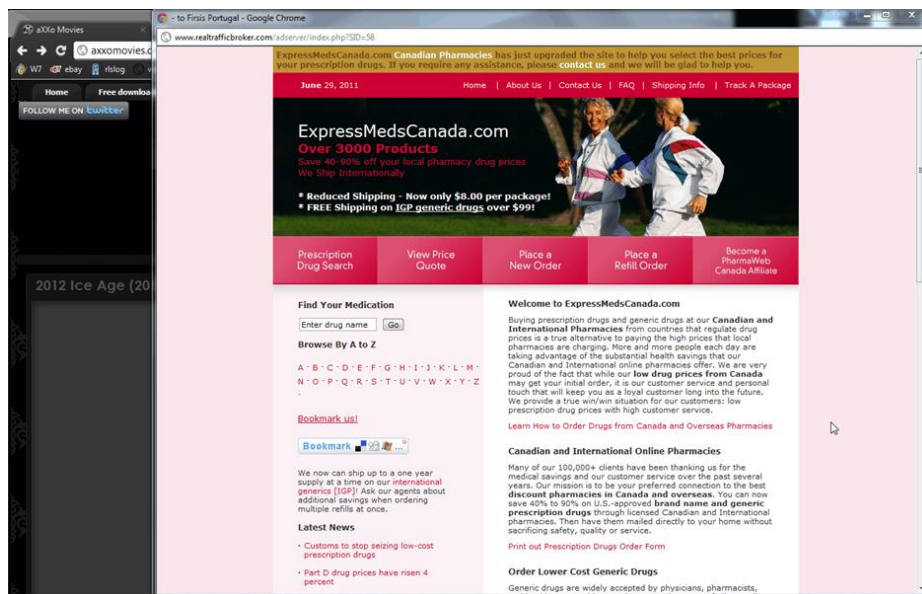 aXXo Movies
axxomovies.c
W7
ebay
rlslog
Home
Free downloa
FOLLOW ME ON twitter
2012 Ice Age (20
- to Firsis Portugal - Google Chrome
www.realtrafficbroker.com/adserver/index.php?SID=58
ExpressMedsCanada.com Canadian Pharmacies has just upgraded the site to help you select the best prices for
your prescription drugs. If you require any assistance, please contact us and we will be glad to help you.
June 29, 2011
Home | About Us | Contact Us | FAQ | Shipping Info | Track A Package
ExpressMedsCanada.com
Over 3000 Products
Save 40-90% off your local pharmacy drug prices
We Ship Internationally
* Reduced Shipping - Now only $8.00 per package!
* FREE Shipping on IGP generic drugs over $99!
Prescription
Drug Search
View Price
Quote
Place a
New Order
Place a
Refill Order
Become a
PharmaWeb
Canada Affiliate
Find Your Medication
Enter drug name
Go
Browse By A to Z
A · B · C · D · E · F · G · H · I · J · K · L · M ·
N · O · P · Q · R · S · T · U · V · W · X · Y · Z
·
Bookmark us!
Bookmark
We now can ship up to a one year
supply at a time on our international
generics [IGP]! Ask our agents about
additional savings when ordering
multiple refills at once.
Latest News
· Customs to stop seizing low-cost
prescription drugs
· Part D drug prices have risen 4
percent
Welcome to ExpressMedsCanada.com
Buying prescription drugs and generic drugs at our Canadian and
International Pharmacies from countries that regulate drug
prices is a true alternative to paying the high prices that local
pharmacies are charging. More and more people each day are
taking advantage of the substantial health savings that our
Canadian and International online pharmacies offer. We are very
proud of the fact that while our low drug prices from Canada
may get your initial order, it is our customer service and personal
touch that will keep you as a loyal customer long into the future.
We provide a true win/win situation for our customers: low
prescription drug prices with high customer service.
Learn How to Order Drugs from Canada and Overseas Pharmacies
Canadian and International Online Pharmacies
Many of our 100,000+ clients have been thanking us for the
medical savings and our customer service over the past several
years. Our mission is to be your preferred connection to the best
discount pharmacies in Canada and overseas. You can now
save 40% to 90% on U.S.-approved brand name and generic
prescription drugs through licensed Canadian and International
pharmacies. Then have them mailed directly to your home without
sacrificing safety, quality or service.
Print out Prescription Drugs Order Form
Order Lower Cost Generic Drugs
Generic drugs are widely accepted by physicians, pharmacists,